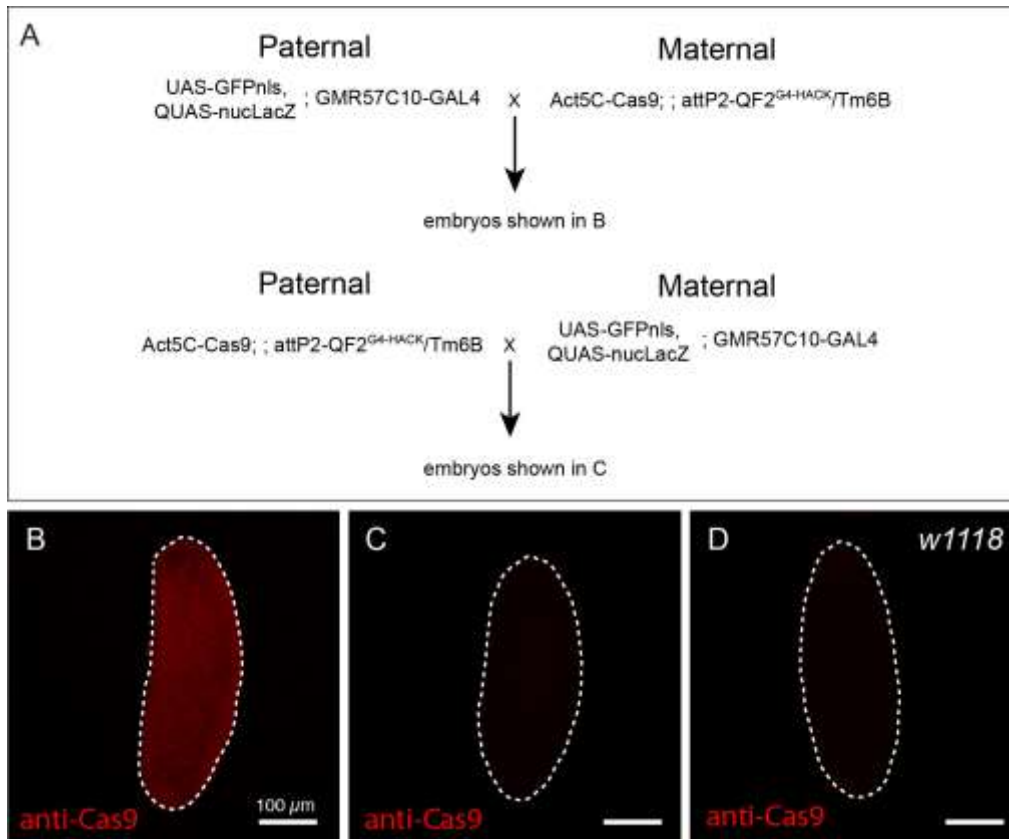 A
Paternal
Maternal
UAS-GFPnls,
QUAS-nucLacZ ; GMR57C10-GAL4 X Act5C-Cas9; ; attP2-QF2G4-HACK/Tm6B
embryos shown in B
Paternal
Maternal
Act5C-Cas9; ; attP2-QF2G4-HACK/Tm6B X UAS-GFPnls,
QUAS-nucLacZ ; GMR57C10-GAL4
embryos shown in C
B
anti-Cas9
100 μm
C
anti-Cas9
D
w1118
anti-Cas9